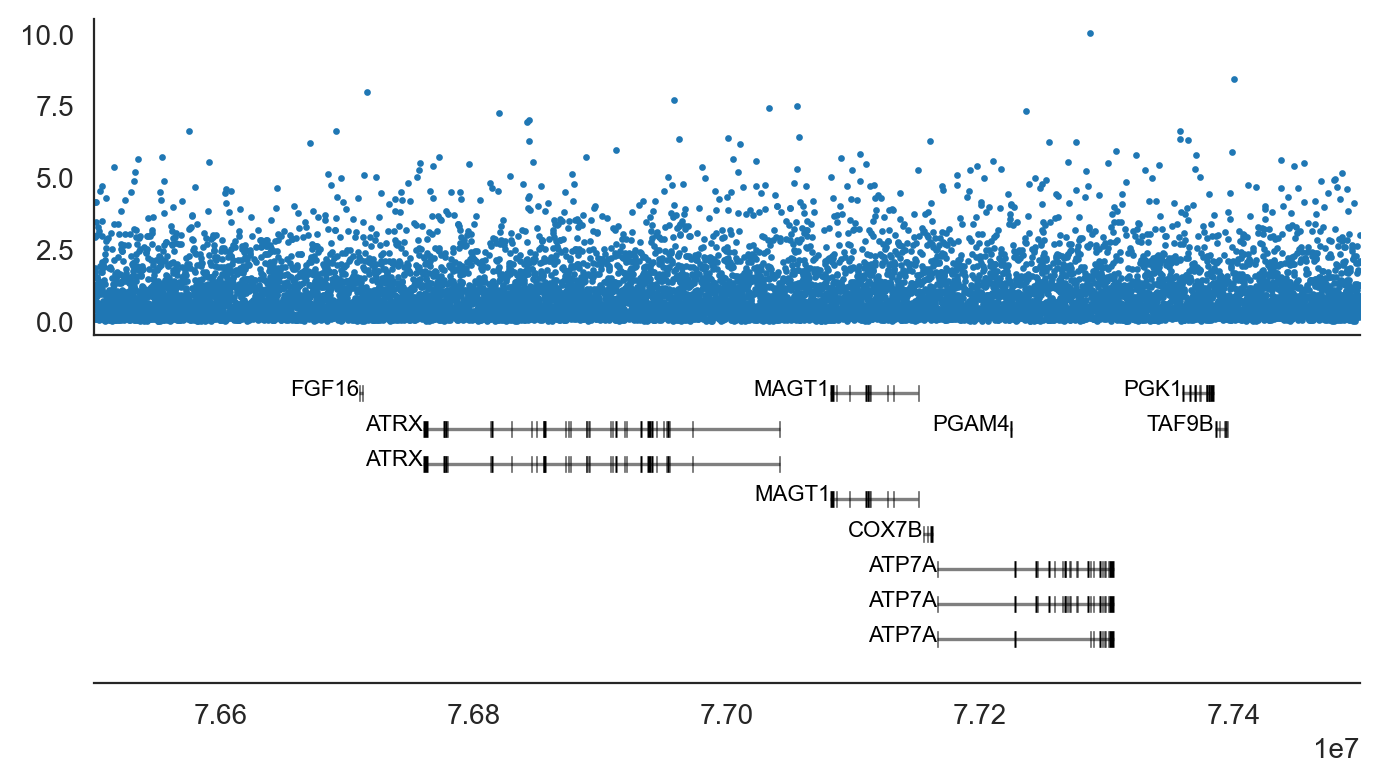 10.0
7.5
5.0
2.5
0.0
FGF16 MAGT1 PGK1
ATRX PGAM4 TAF9B
ATRX
MAGT1
COX7B
ATP7A
ATP7A
ATP7A
7.66 7.68 7.70 7.72 7.74
1e7